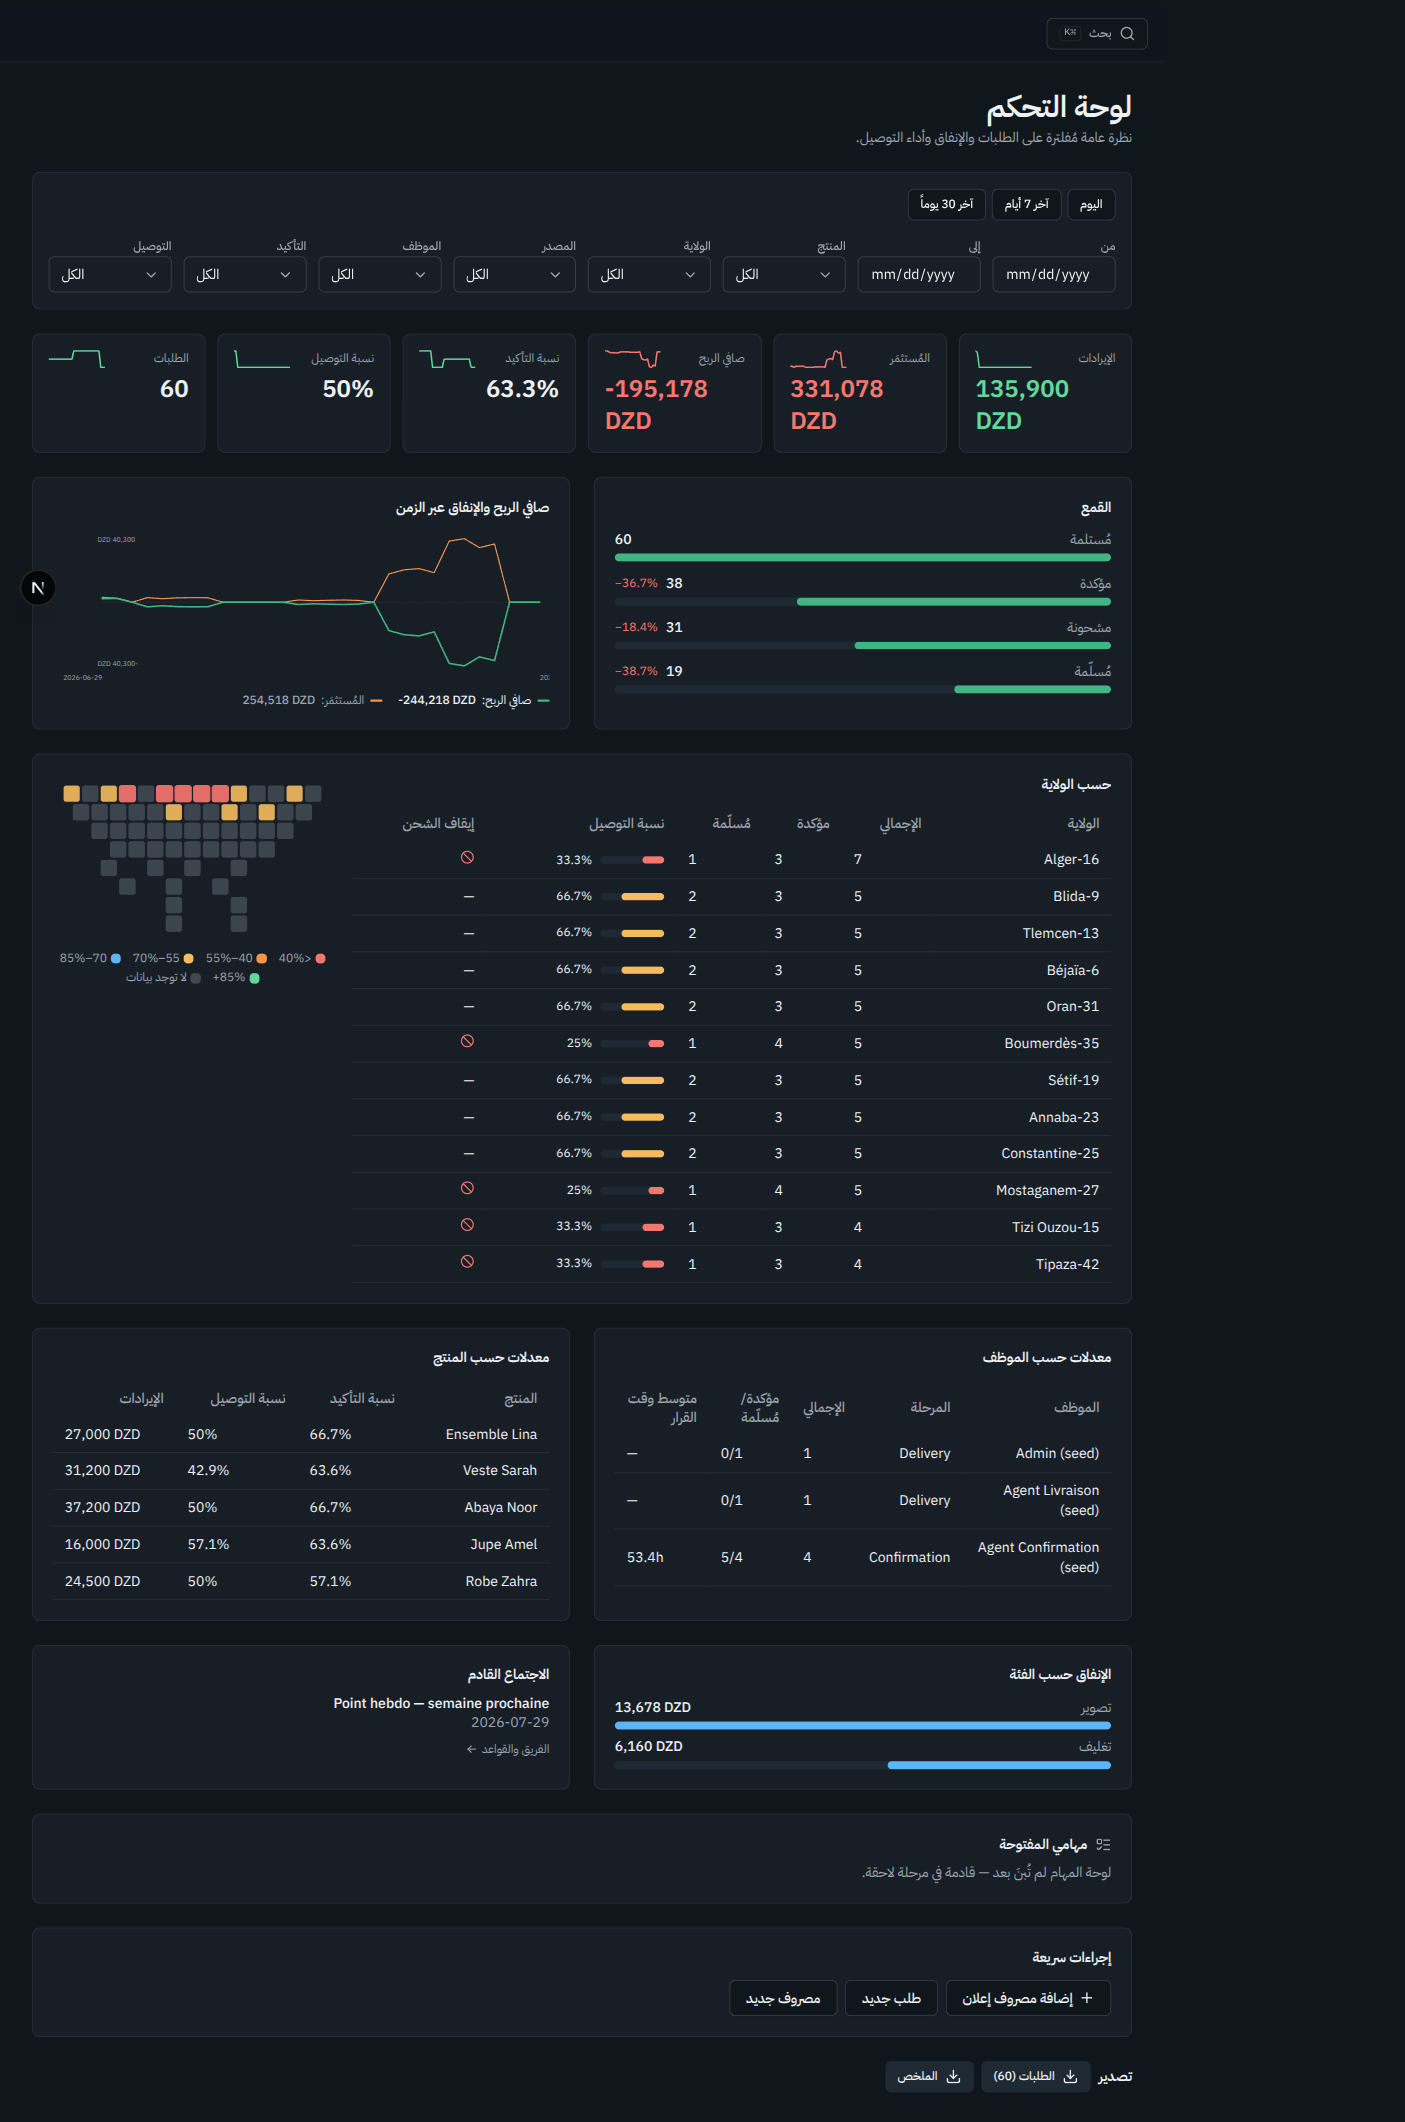 بحث ⌘K
لوحة التحكم
نظرة عامة مُفلترة على الطلبات والإنفاق وأداء التوصيل.
اليوم
آخر 7 أيام
آخر 30 يوماً
من
إلى
المنتج
الولاية
المصدر
الموظف
التأكيد
التوصيل
mm/dd/yyyy
mm/dd/yyyy
الكل
الكل
الكل
الكل
الكل
الكل
الإيرادات
135,900 DZD
المُستثمَر
331,078 DZD
صافي الربح
-195,178 DZD
نسبة التأكيد
63.3%
نسبة التوصيل
50%
الطلبات
60
القمع
مُستلمة 60
مؤكدة 38 −36.7%
مشحونة 31 −18.4%
مُسلّمة 19 −38.7%
صافي الربح والإنفاق عبر الزمن
DZD 40,300
DZD 40,300-
2026-06-29
صافي الربح: -244,218 DZD
المُستثمَر: 254,518 DZD
N
حسب الولاية
الولاية الإجمالي مؤكدة مُسلّمة نسبة التوصيل إيقاف الشحن
Alger-16 7 3 1 33.3%
Blida-9 5 3 2 66.7% —
Tlemcen-13 5 3 2 66.7% —
Béjaïa-6 5 3 2 66.7% —
Oran-31 5 3 2 66.7% —
Boumerdès-35 5 4 1 25%
Sétif-19 5 3 2 66.7% —
Annaba-23 5 3 2 66.7% —
Constantine-25 5 3 2 66.7% —
Mostaganem-27 5 4 1 25%
Tizi Ouzou-15 4 3 1 33.3%
Tipaza-42 4 3 1 33.3%
40%> 55%–40 70%–55 85%–70
+85% لا توجد بيانات
معدلات حسب الموظف
الموظف المرحلة الإجمالي مؤكدة/مُسلّمة متوسط وقت القرار
Admin (seed) Delivery 1 0/1 —
Agent Livraison (seed) Delivery 1 0/1 —
Agent Confirmation (seed) Confirmation 4 5/4 53.4h
معدلات حسب المنتج
المنتج نسبة التأكيد نسبة التوصيل الإيرادات
Ensemble Lina 66.7% 50% 27,000 DZD
Veste Sarah 63.6% 42.9% 31,200 DZD
Abaya Noor 66.7% 50% 37,200 DZD
Jupe Amel 63.6% 57.1% 16,000 DZD
Robe Zahra 57.1% 50% 24,500 DZD
الإنفاق حسب الفئة
تصوير 13,678 DZD
تغليف 6,160 DZD
الاجتماع القادم
Point hebdo — semaine prochaine
2026-07-29
الفريق والقواعد ←
مهامي المفتوحة
لوحة المهام لم تُبنَ بعد — قادمة في مرحلة لاحقة.
إجراءات سريعة
+ إضافة مصروف إعلان
طلب جديد
مصروف جديد
تصدير
الطلبات (60)
الملخص